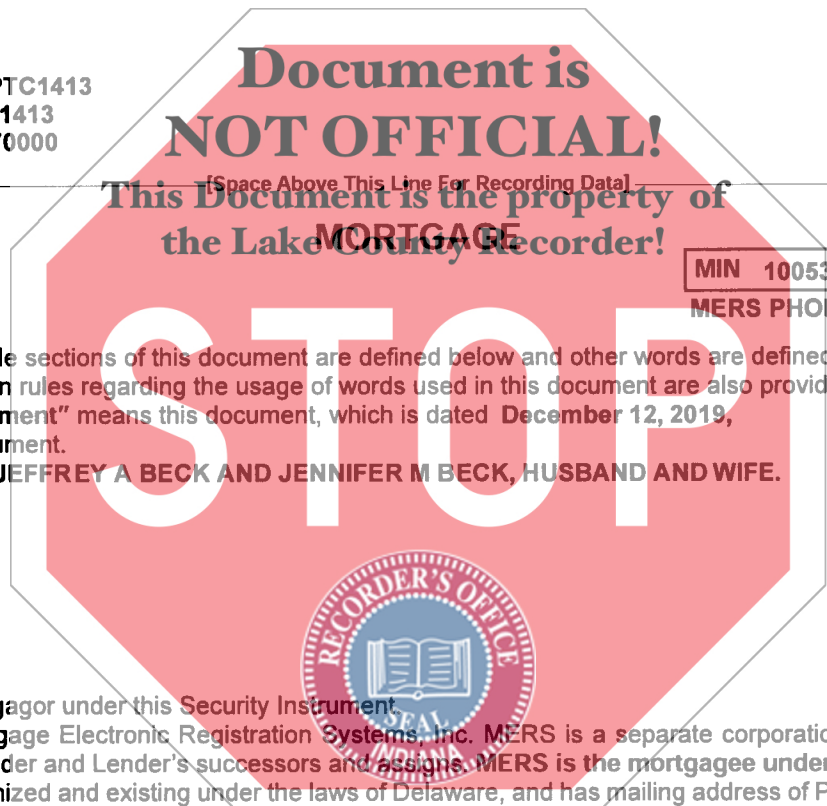 Document is
TC1413
1413
0000
NOT OFFICIAL!
[Space Above This Line For Recording Data]
This Document is the property of
MORTGAGE
the Lake County Recorder!
MIN 10053
MERS PHO
STOP
le sections of this document are defined below and other words are defined
n rules regarding the usage of words used in this document are also provid
ment" means this document, which is dated December 12, 2019,
ument.
JEFFREY A BECK AND JENNIFER M BECK, HUSBAND AND WIFE.
RECORDER'S OFFICE
SEAL
INDIANA
gagor under this Security Instrument.
gage Electronic Registration Systems, Inc. MERS is a separate corporatio
der and Lender's successors and assigns. MERS is the mortgagee under
nized and existing under the laws of Delaware, and has mailing address of P